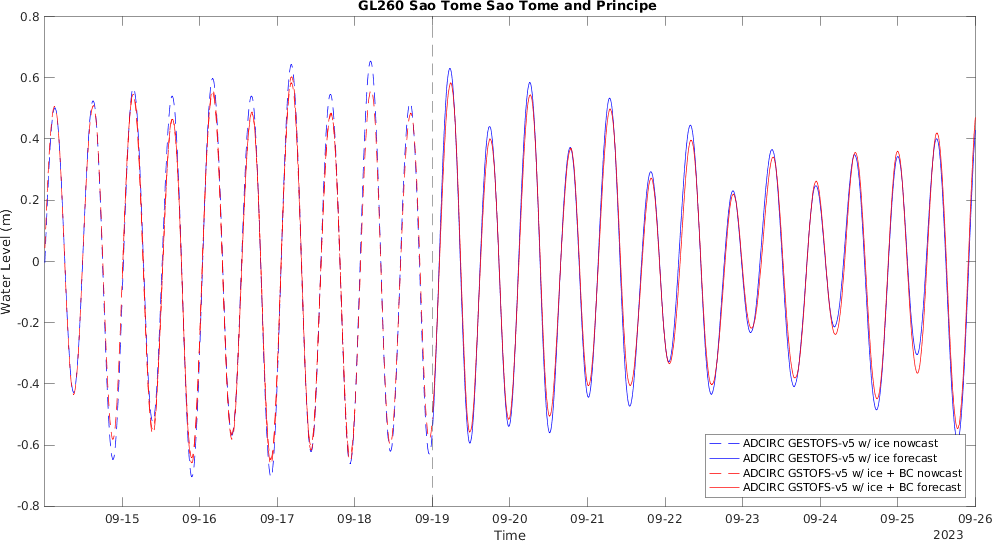 GL260 Sao Tome Sao Tome and Principe
0.8
0.6
0.4
0.2
0
-0.2
-0.4
-0.6
-0.8
Water Level (m)
ADCIRC GESTOFS-v5 w/ ice nowcast
ADCIRC GESTOFS-v5 w/ ice forecast
ADCIRC GSTOFS-v5 w/ ice + BC nowcast
ADCIRC GSTOFS-v5 w/ ice + BC forecast
09-15 09-16 09-17 09-18 09-19 09-20 09-21 09-22 09-23 09-24 09-25 09-26
Time
2023